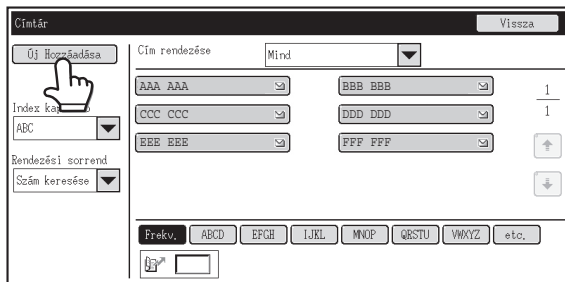 Címtár
Vissza
Új Hozzáadása
Cím rendezése
Mind
AAA AAA
BBB BBB
1
Index
CCC CCC
DDD DDD
1
ABC
EEE EEE
FFF FFF
Rendezési sorrend
Szám keresése
Frekv.
ABCD
EFGH
IJKL
MNOP
QRSTU
VWXYZ
etc.